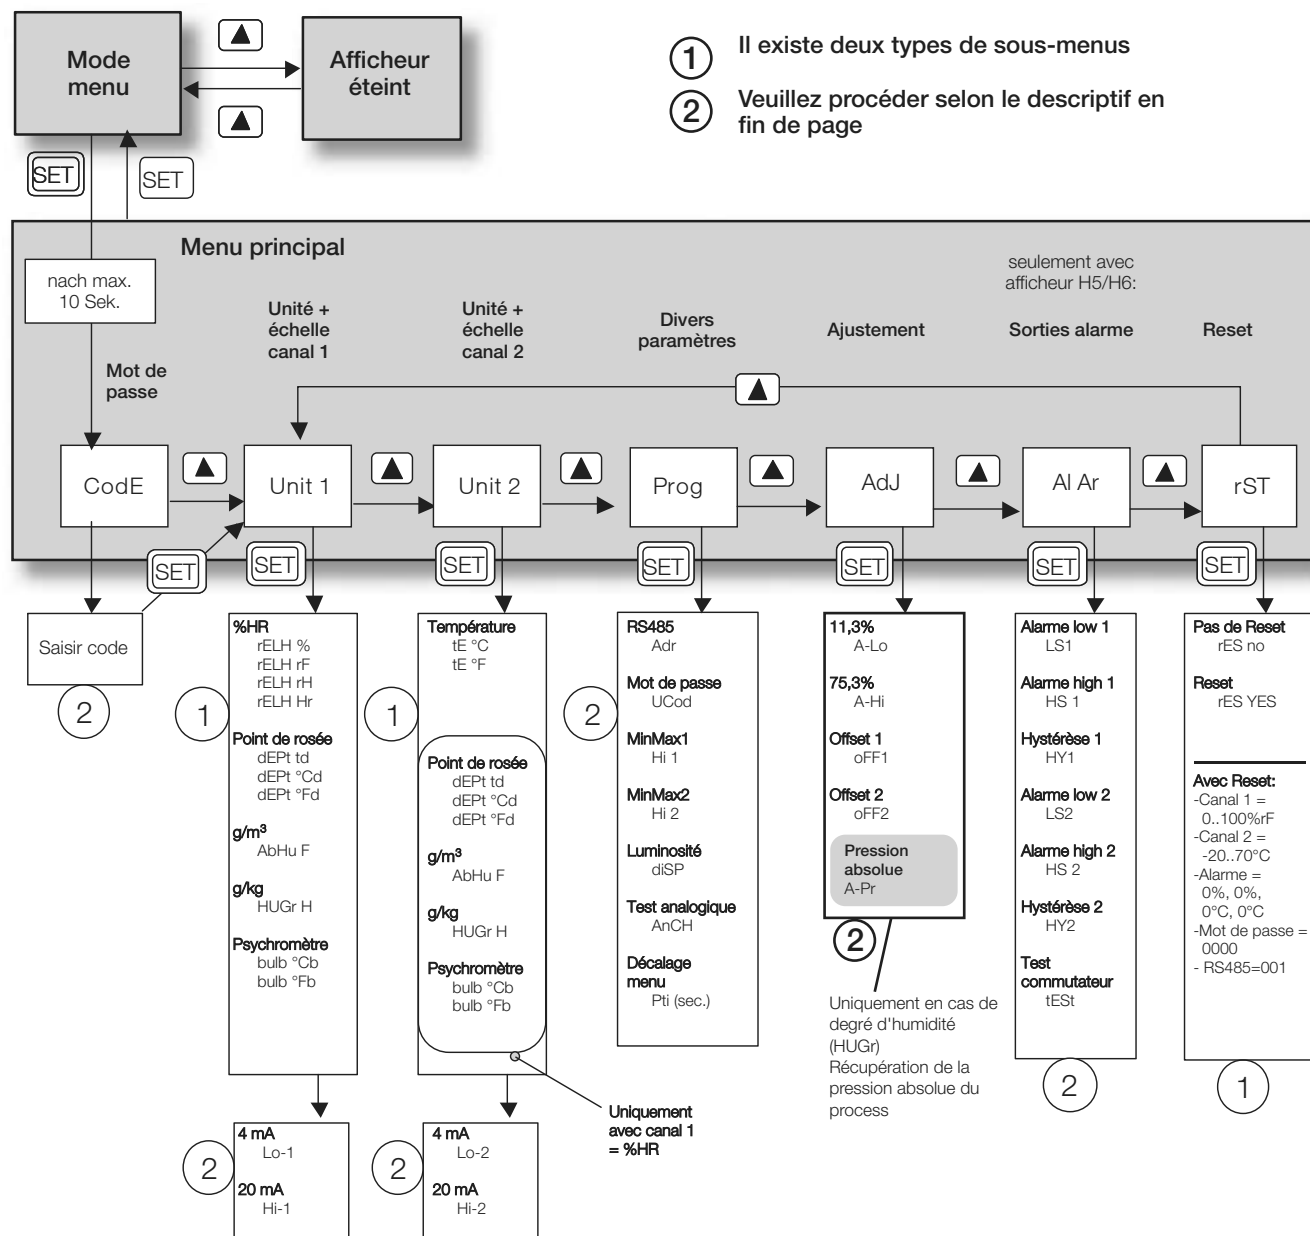 Mode
menu
Afficheur
éteint
1
Il existe deux types de sous-menus
2
Veuillez procéder selon le descriptif en
fin de page
SET
SET
Menu principal
nach max.
10 Sek.
Mot de
passe
Unité +
échelle
canal 1
Unité +
échelle
canal 2
Divers
paramètres
Ajustement
seulement avec
afficheur H5/H6:
Sorties alarme
Reset
CodE
Unit 1
Unit 2
Prog
AdJ
Al Ar
rST
SET
SET
SET
SET
SET
SET
SET
Saisir code
2
1
%HR
rELH %
rELH rF
rELH rH
rELH Hr
Point de rosée
dEPt td
dEPt °Cd
dEPt °Fd
g/m³
AbHu F
g/kg
HUGr H
Psychromètre
bulb °Cb
bulb °Fb
2
4 mA
Lo-1
20 mA
Hi-1
1
Température
tE °C
tE °F
Point de rosée
dEPt td
dEPt °Cd
dEPt °Fd
g/m³
AbHu F
g/kg
HUGr H
Psychromètre
bulb °Cb
bulb °Fb
Uniquement
avec canal 1
= %HR
2
4 mA
Lo-2
20 mA
Hi-2
2
RS485
Adr
Mot de passe
UCod
MinMax1
Hi 1
MinMax2
Hi 2
Luminosité
diSP
Test analogique
AnCH
Décalage
menu
Pti (sec.)
11,3%
A-Lo
75,3%
A-Hi
Offset 1
oFF1
Offset 2
oFF2
Pression
absolue
A-Pr
2
Uniquement en cas de
degré d'humidité
(HUGr)
Récupération de la
pression absolue du
process
Alarme low 1
LS1
Alarme high 1
HS 1
Hystérèse 1
HY1
Alarme low 2
LS2
Alarme high 2
HS 2
Hystérèse 2
HY2
Test
commutateur
tESt
2
Pas de Reset
rES no
Reset
rES YES
Avec Reset:
-Canal 1 =
0..100%rF
-Canal 2 =
-20..70°C
-Alarme =
0%, 0%,
0°C, 0°C
-Mot de passe =
0000
- RS485=001
1